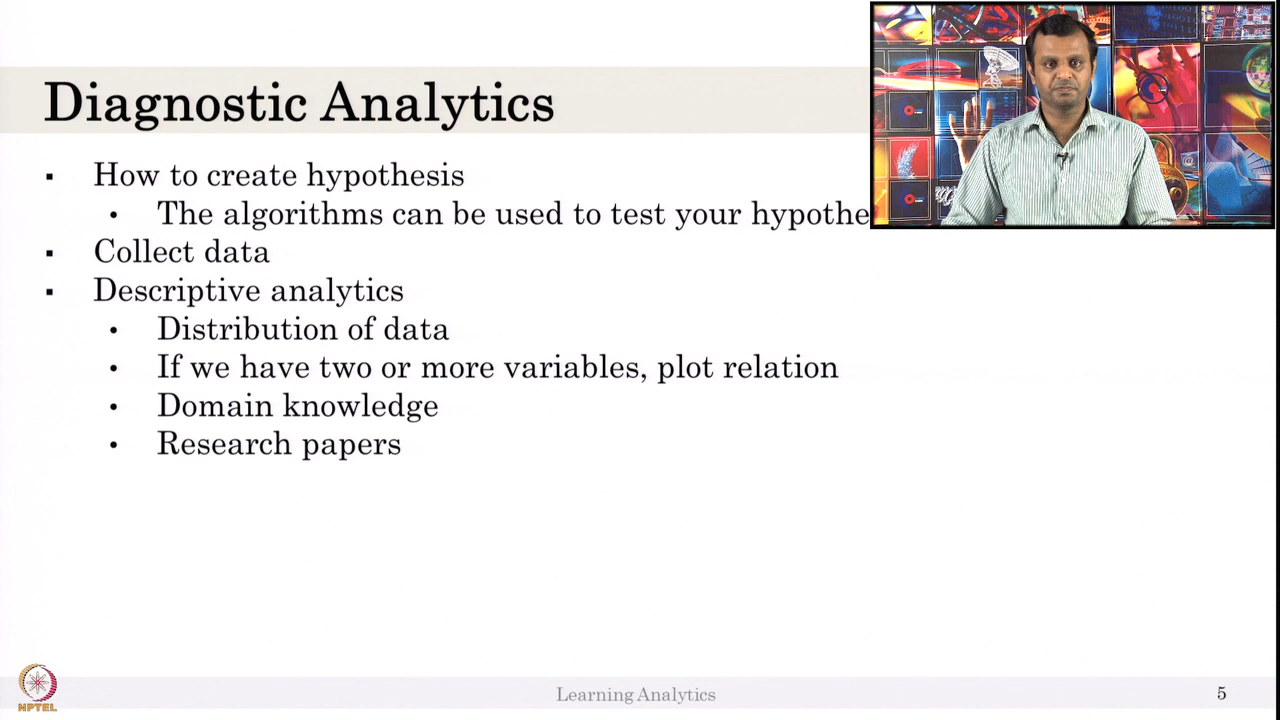 Diagnostic Analytics
▪ How to create hypothesis
• The algorithms can be used to test your hypothe
▪ Collect data
▪ Descriptive analytics
• Distribution of data
• If we have two or more variables, plot relation
• Domain knowledge
• Research papers
NPTEL
Learning Analytics
5